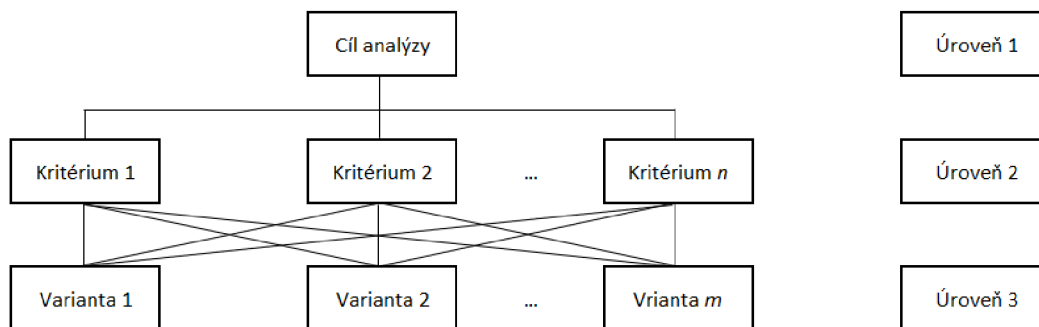 Cíl analýzy
Úroveň 1
Kritérium 1
Kritérium 2
...
Kritérium n
Úroveň 2
Varianta 1
Varianta 2
...
Vrianta m
Úroveň 3